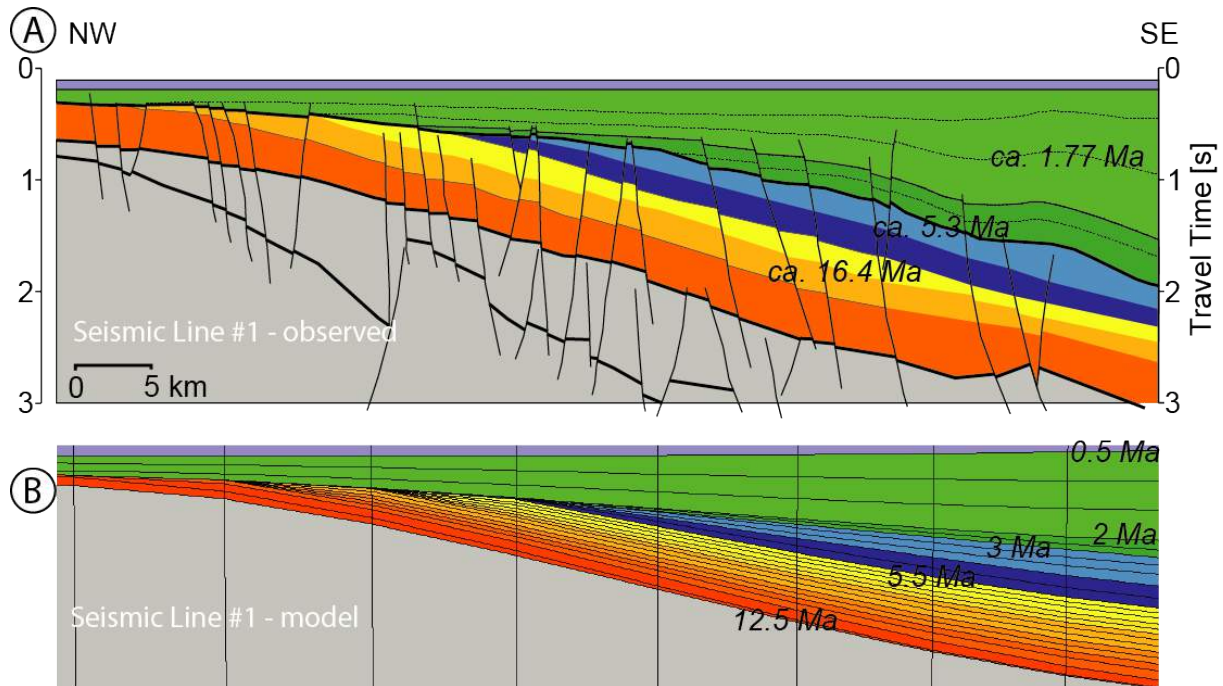 A NW SE
0 0
ca. 1.77 Ma
1 1
ca. 5.3 Ma
ca. 16.4 Ma
Travel Time [s]
2 2
Seismic Line #1 - observed
0 5 km
3 3
B
0.5 Ma
2 Ma
3 Ma
5.5 Ma
12.5 Ma
Seismic Line #1 - model